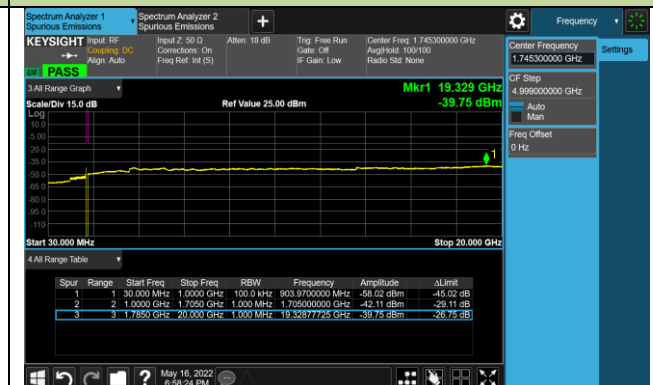 Spectrum Analyzer 1
Spurious Emissions
Spectrum Analyzer 2
Spurious Emissions
+
Frequency
KEYSIGHT
Input: RF
Coupling: DC
Align: Auto
Input Z: 50 Ω
Corrections: On
Freq Ref: Int (S)
Atten: 18 dB
Trig: Free Run
Gate: Off
IF Gain: Low
Center Freq: 1.745300000 GHz
Avg|Hold: 100/100
Radio Std: None
PASS
3 All Range Graph
Mkr1 19.329 GHz
Scale/Div 15.0 dB
Ref Value 25.00 dBm
-39.75 dBm
Log
10.0
-5.00
-20.0
-35.0
-50.0
-65.0
-80.0
-95.0
-110
1
Start 30.000 MHz
Stop 20.000 GHz
4 All Range Table
Spur Range Start Freq Stop Freq RBW Frequency Amplitude ΔLimit
1 1 30.000 MHz 1.0000 GHz 100.0 kHz 903.9700000 MHz -58.02 dBm -45.02 dB
2 2 1.0000 GHz 1.7050 GHz 1.000 MHz 1.705000000 GHz -42.11 dBm -29.11 dB
3 3 1.7850 GHz 20.000 GHz 1.000 MHz 19.32877725 GHz -39.75 dBm -26.75 dB
Center Frequency
1.745300000 GHz
Settings
CF Step
4.999000000 GHz
Auto
Man
Freq Offset
0 Hz
?
May 16, 2022
6:58:24 PM